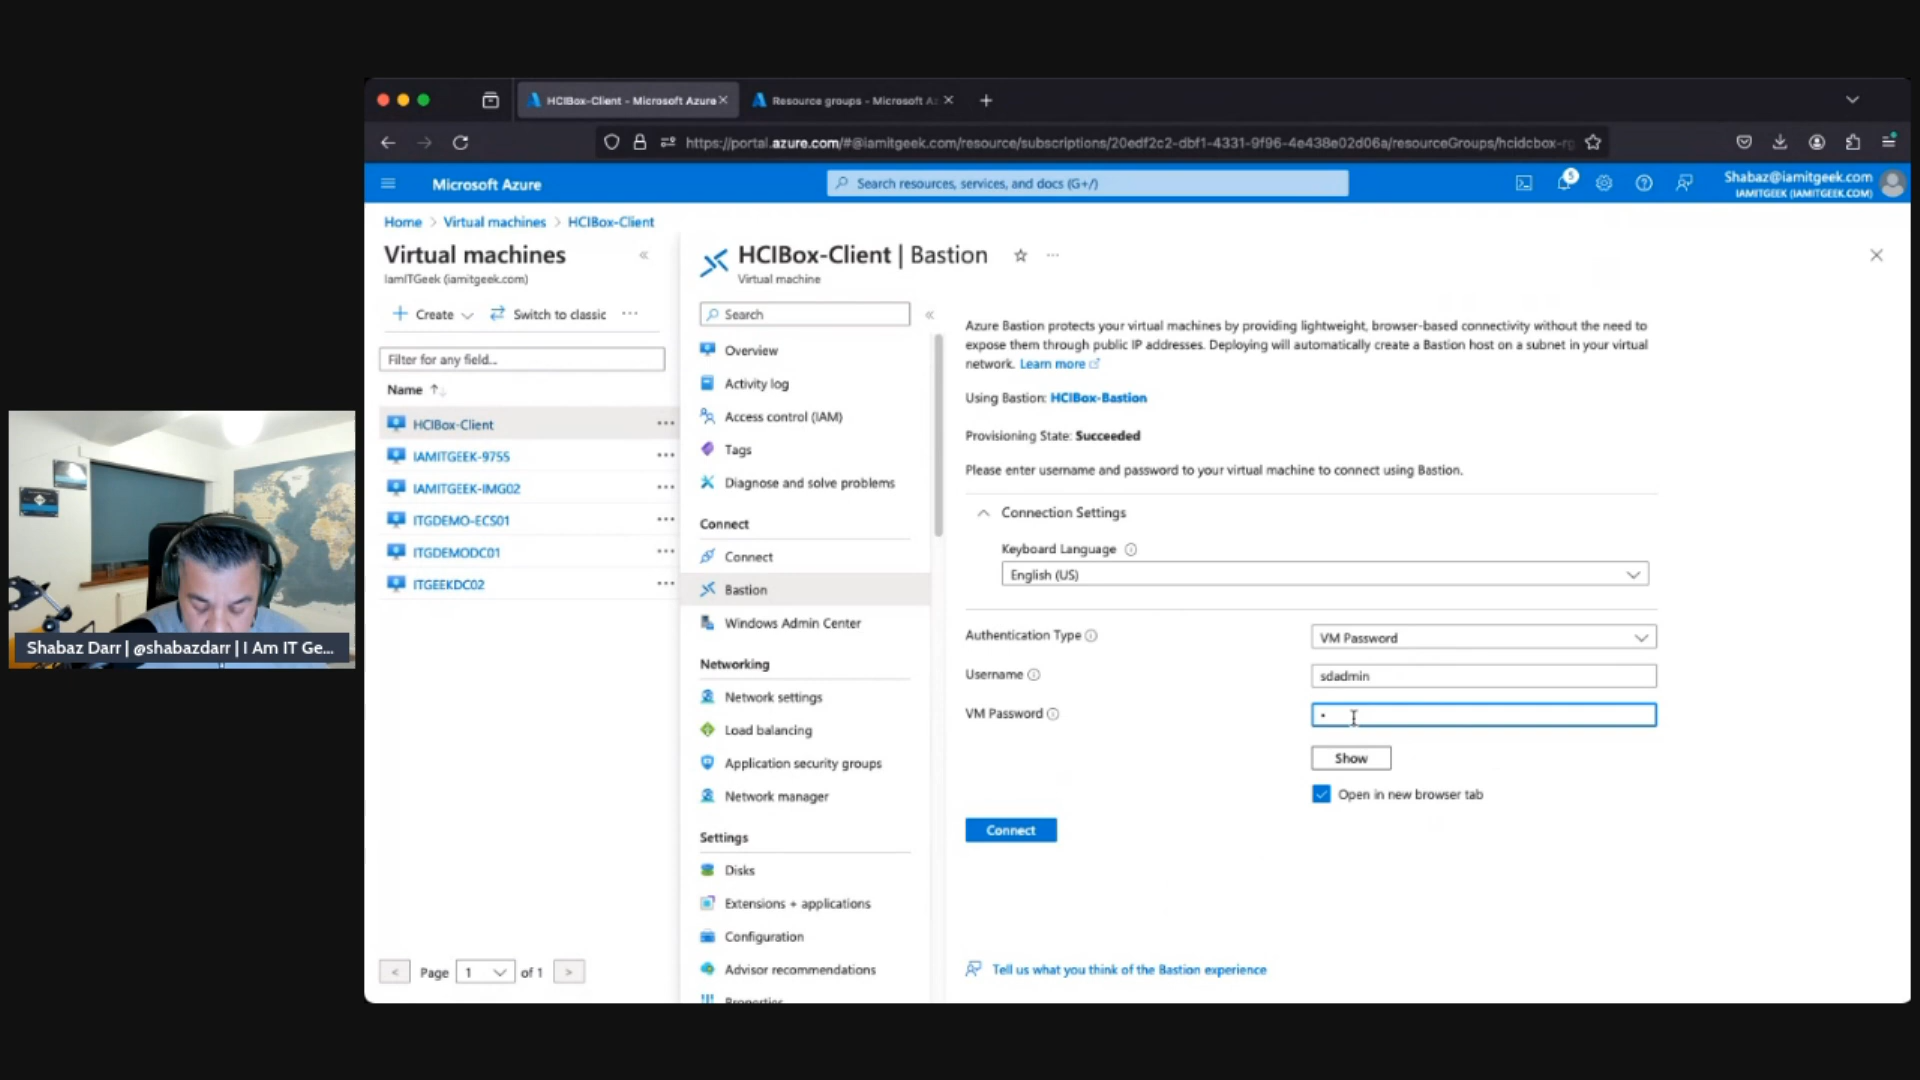 HCIBox-Client - Microsoft Azure
Resource groups - Microsoft A
https://portal.azure.com/#@iamitgeek.com/resource/subscriptions/20edf2c2-dbf1-4331-9f96-4e438e02d06a/resourceGroups/hcidcbox-r
Microsoft Azure
Search resources, services, and docs (G+/)
5
Shabaz@iamitgeek.com
IAMITGEEK (IAMITGEEK.COM)
Home > Virtual machines > HCIBox-Client
Virtual machines
IamITGeek (iamitgeek.com)
+ Create
Switch to classic
Filter for any field...
Name
HCIBox-Client
IAMITGEEK-9755
IAMITGEEK-IMG02
ITGDEMO-ECS01
ITGDEMODC01
ITGEEKDC02
< Page 1 of 1 >
HCIBox-Client | Bastion
Virtual machine
Search
Overview
Activity log
Access control (IAM)
Tags
Diagnose and solve problems
Connect
Connect
Bastion
Windows Admin Center
Networking
Network settings
Load balancing
Application security groups
Network manager
Settings
Disks
Extensions + applications
Configuration
Advisor recommendations
Properties
Azure Bastion protects your virtual machines by providing lightweight, browser-based connectivity without the need to
expose them through public IP addresses. Deploying will automatically create a Bastion host on a subnet in your virtual
network. Learn more
Using Bastion: HCIBox-Bastion
Provisioning State: Succeeded
Please enter username and password to your virtual machine to connect using Bastion.
Connection Settings
Keyboard Language
English (US)
Authentication Type
VM Password
Username
sdadmin
VM Password
Show
Open in new browser tab
Connect
Tell us what you think of the Bastion experience
Shabaz Darr | @shabazdarr | I Am IT Ge...